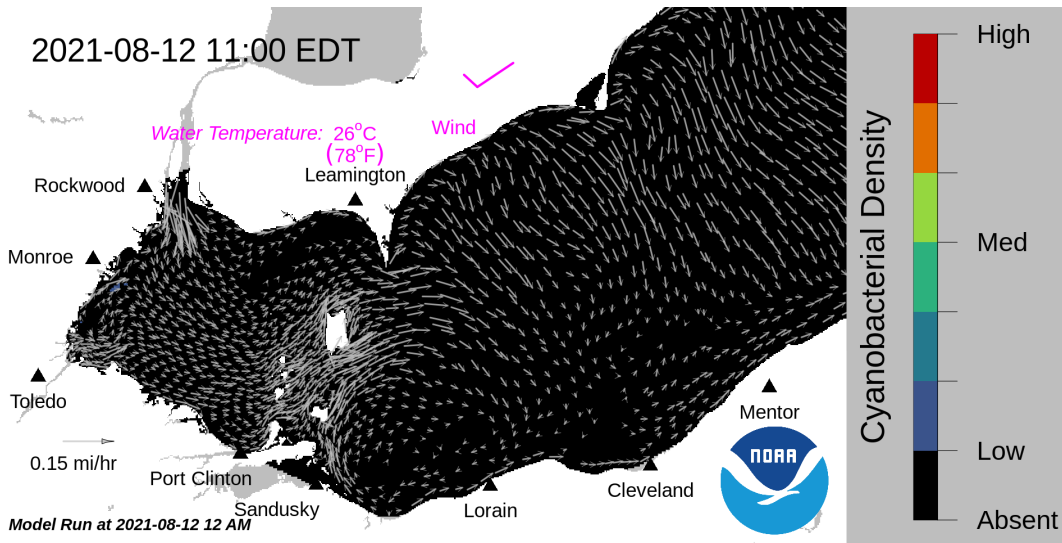 2021-08-12 11:00 EDT
High
Wind
Water Temperature: 26°C
(78°F)
Leamington
Rockwood
Monroe
Med
Cyanobacterial Density
Toledo
Mentor
0.15 mi/hr
Port Clinton
NOAA
Low
Cleveland
Sandusky
Lorain
Model Run at 2021-08-12 12 AM
Absent